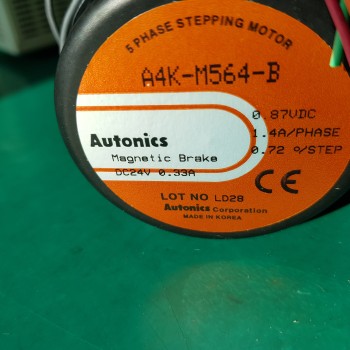 5 PHASE STEPPING MOTOR
A4K-M564-B
0.87VDC
1.4A/PHASE
0.72 º/STEP
Autonics
Magnetic Brake
DC24V 0.33A
CE
LOT NO LD28
Autonics Corporation
MADE IN KOREA